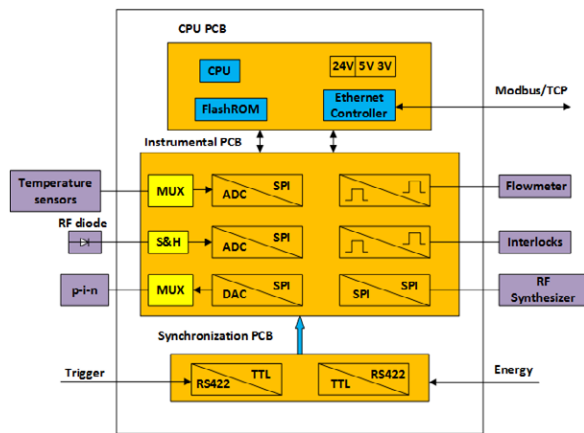 CPU PCB
CPU
24V 5V 3V
FlashROM
Ethernet
Controller
Modbus/TCP
Instrumental PCB
Temperature
sensors
MUX
ADC
SPI
Flowmeter
RF diode
S&H
ADC
SPI
Interlocks
p-i-n
MUX
DAC
SPI
SPI
SPI
RF
Synthesizer
Synchronization PCB
Trigger
RS422
TTL
TTL
RS422
Energy